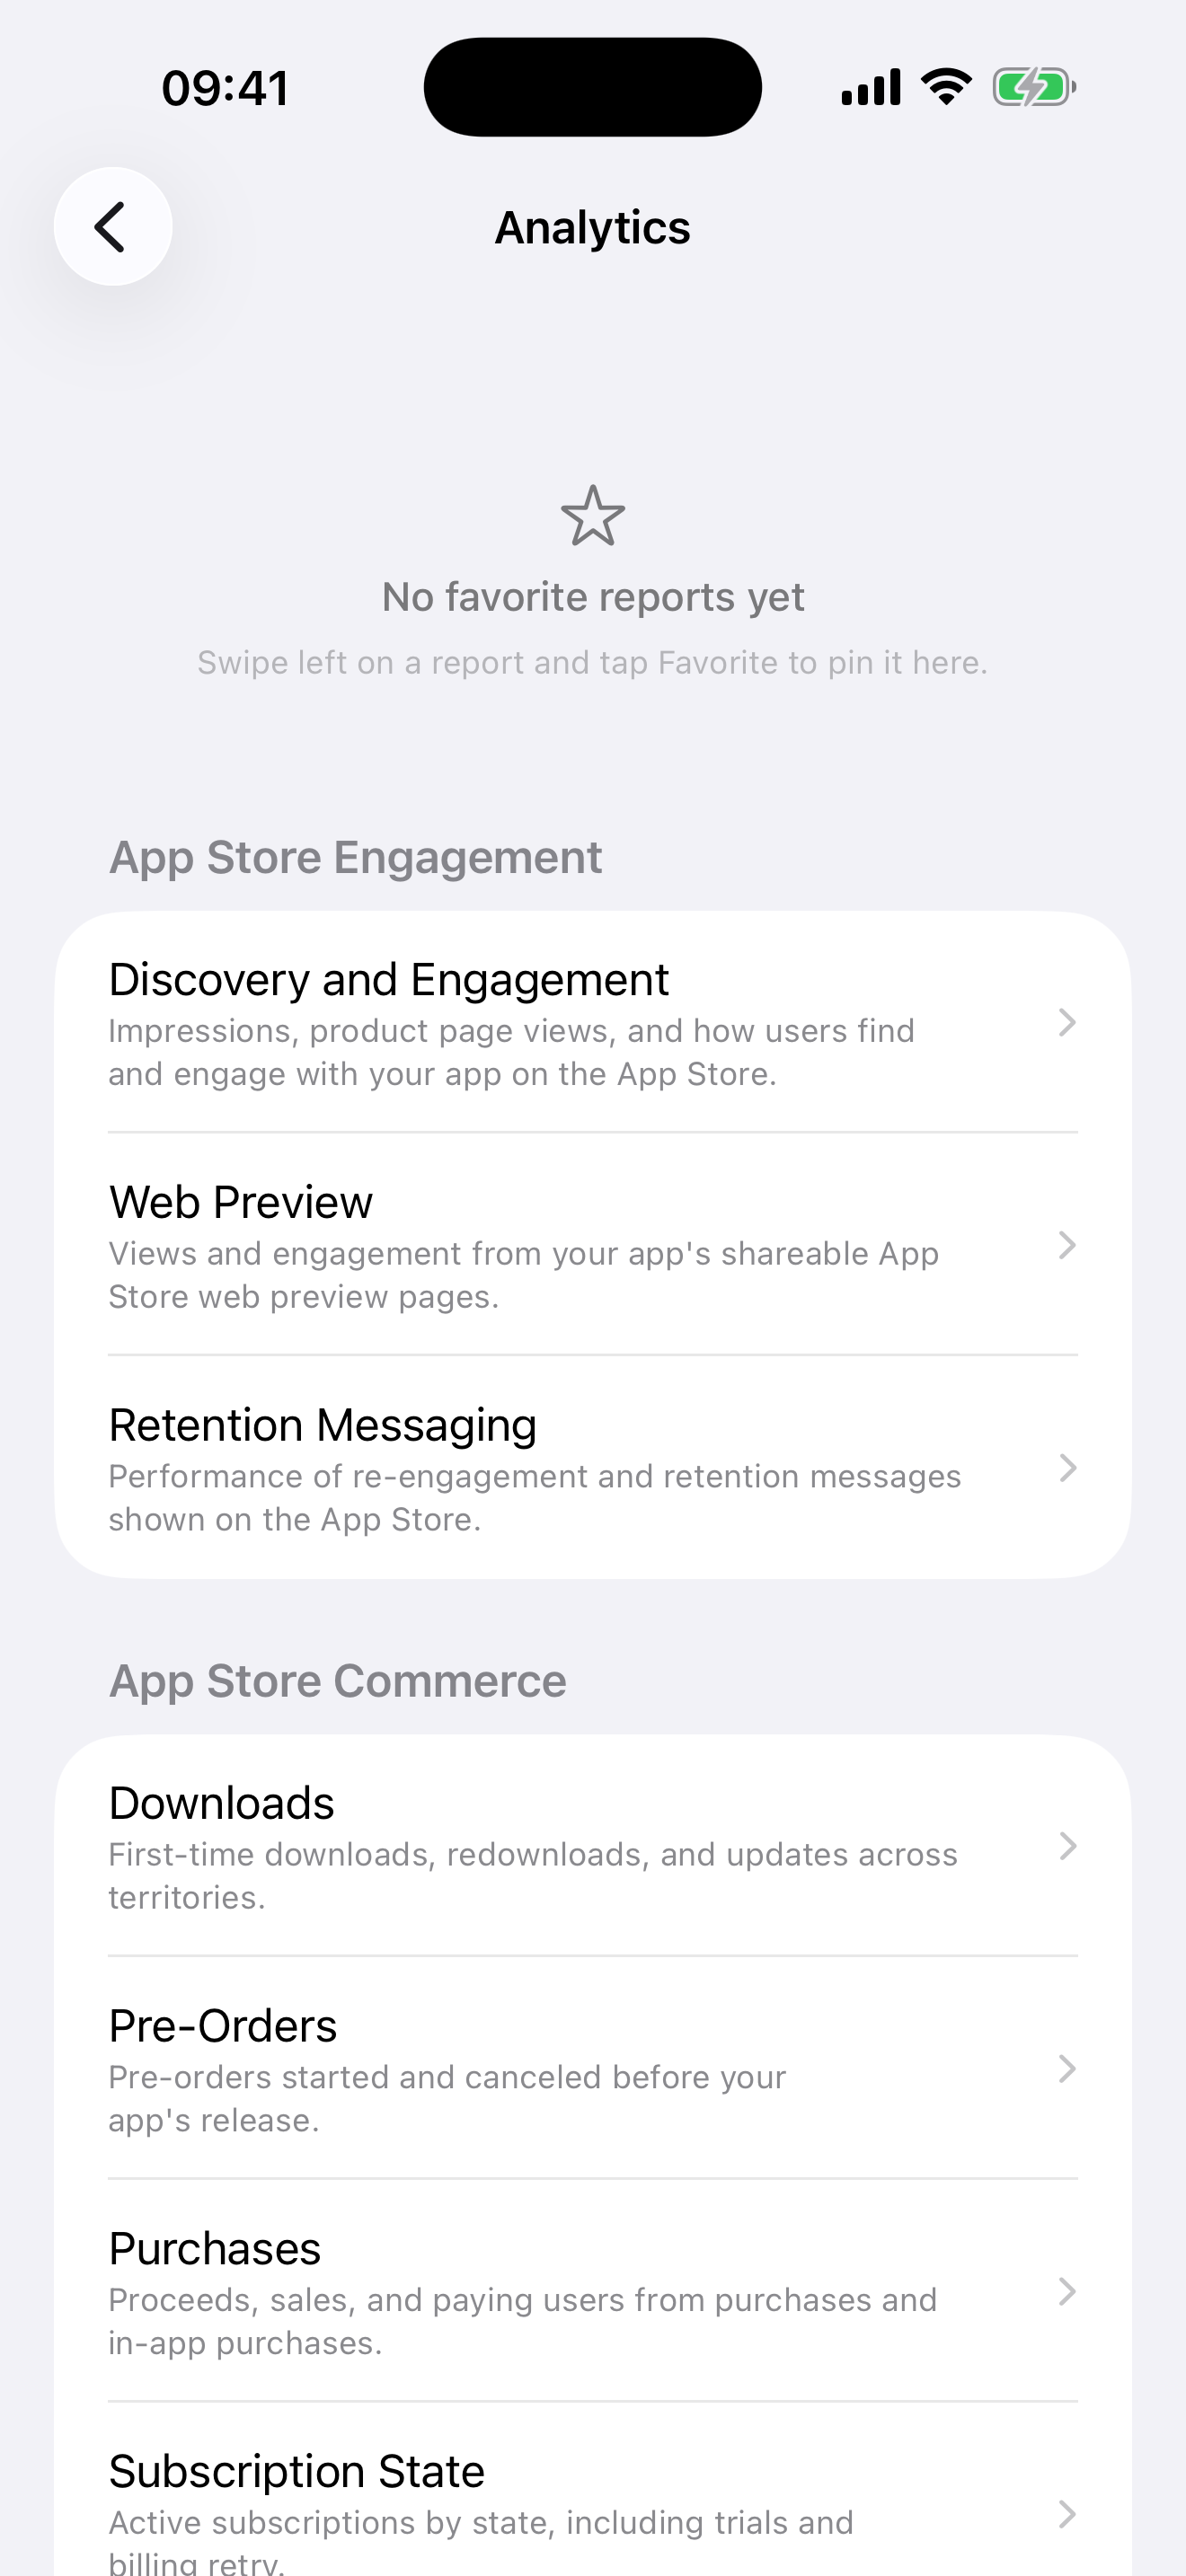 09:41
Analytics
No favorite reports yet
Swipe left on a report and tap Favorite to pin it here.
App Store Engagement
Discovery and Engagement
Impressions, product page views, and how users find
and engage with your app on the App Store.
Web Preview
Views and engagement from your app's shareable App
Store web preview pages.
Retention Messaging
Performance of re-engagement and retention messages
shown on the App Store.
App Store Commerce
Downloads
First-time downloads, redownloads, and updates across
territories.
Pre-Orders
Pre-orders started and canceled before your
app's release.
Purchases
Proceeds, sales, and paying users from purchases and
in-app purchases.
Subscription State
Active subscriptions by state, including trials and
billing retry.